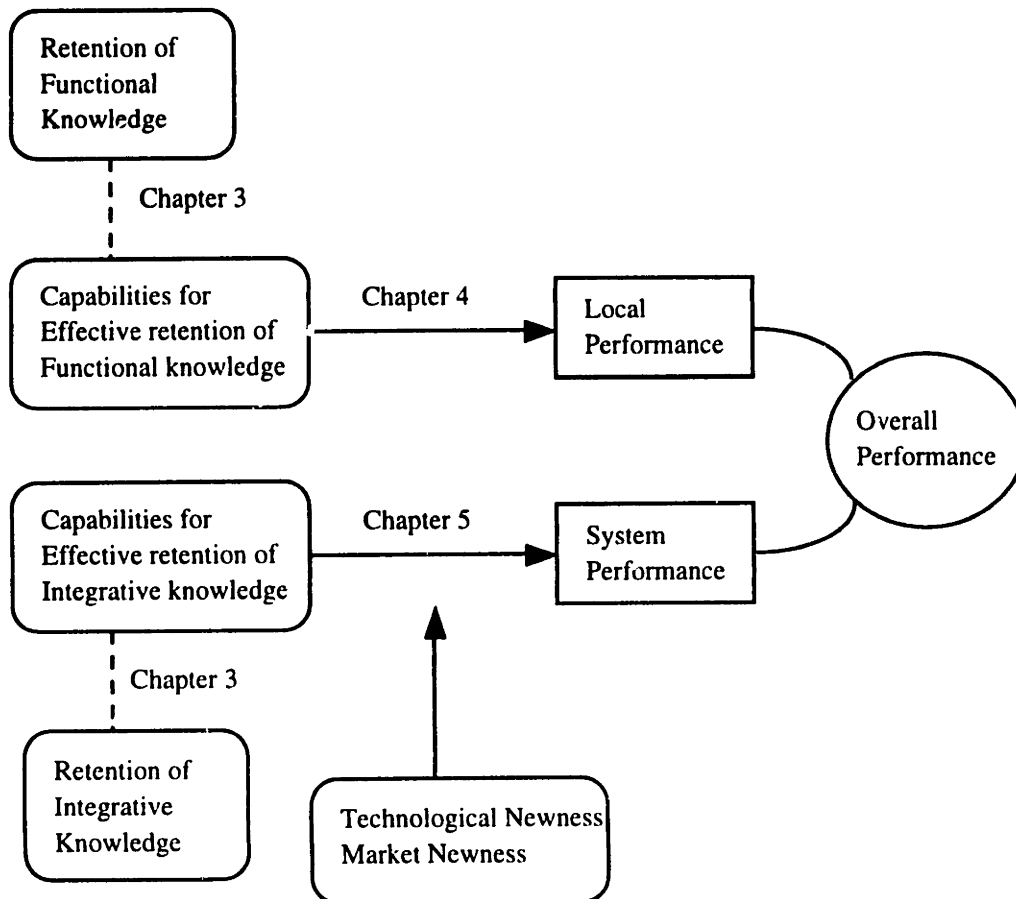 Retention of
Functional
Knowledge
Chapter 3
Capabilities for
Effective retention of
Functional knowledge
Chapter 4
Local
Performance
Overall
Performance
Capabilities for
Effective retention of
Integrative knowledge
Chapter 5
System
Performance
Chapter 3
Retention of
Integrative
Knowledge
Technological Newness
Market Newness